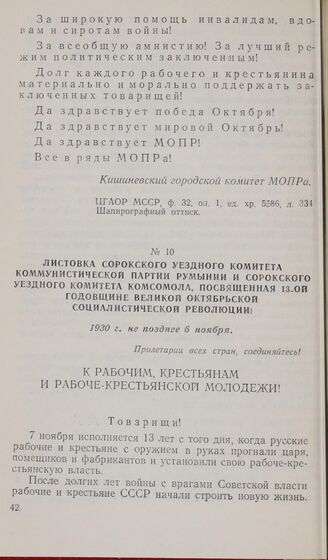 За широкую помощь инвалидам, вдо-
вам и сиротам войны!
За всеобщую амнистию! За лучший ре-
жим политическим заключенным!
Долг каждого рабочего и крестьянина
материально и морально поддержать за-
ключенных товарищей!
Да здравствует победа Октября!
Да здравствует мировой Октябрь!
Да здравствует МОПР!
Все в ряды МОПРа!
Кишиневский городской комитет МОПРа.
ЦГАОР МССР, ф. 32, оп. 1, ед. хр. 5586, л. 334
Шапирографный оттиск.
№ 10
ЛИСТОВКА СОРОКСКОГО УЕЗДНОГО КОМИТЕТА
КОММУНИСТИЧЕСКОЙ ПАРТИИ РУМЫНИИ И СОРОКСКОГО
УЕЗДНОГО КОМИТЕТА КОМСОМОЛА, ПОСВЯЩЕННАЯ 13-ОЙ
ГОДОВЩИНЕ ВЕЛИКОЙ ОКТЯБРЬСКОЙ
СОЦИАЛИСТИЧЕСКОЙ РЕВОЛЮЦИИ
1930 г. не позднее 6 ноября.
Пролетарии всех стран, соединяйтесь!
К РАБОЧИМ, КРЕСТЬЯНАМ
И РАБОЧЕ-КРЕСТЬЯНСКОЙ МОЛОДЕЖИ!
Товарищи!
7 ноября исполняется 13 лет с того дня, когда русские
рабочие и крестьяне с оружием в руках прогнали царя,
помещиков и фабрикантов и установили свою рабоче-кре-
стьянскую власть.
После долгих лет войны с врагами Советской власти
рабочие и крестьяне СССР начали строить новую жизнь.
42